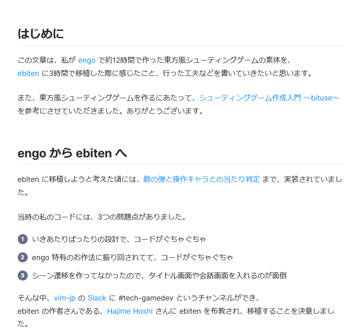 はじめに
この文章は、私が engo で約12時間で作った東方風シューティングゲームの素体を、
ebiten に3時間で移植した際に感じたこと、行った工夫などを書いていきたいと思います。
また、東方風シューティングゲームを作るにあたって、シューティングゲーム作成入門 〜bituse〜
を参考にさせていただきました。ありがとうございます。
engo から ebiten へ
ebiten に移植しようと考えた頃には、敵の弾と操作キャラとの当たり判定 まで、実装されていまし
た。
当時の私のコードには、3つの問題点がありました。
1 いきあたりばったりの設計で、コードがぐちゃぐちゃ
2 engo 特有のお作法に振り回されてて、コードがぐちゃぐちゃ
3 シーン遷移を作ってなかったので、タイトル画面や会話画面を入れるのが面倒
そんな中、vim-jp の Slack に #tech-gamedev というチャンネルができ、
ebiten の作者さんである、Hajime Hoshi さんに ebiten を布教され、移植することを決意しまし
た。